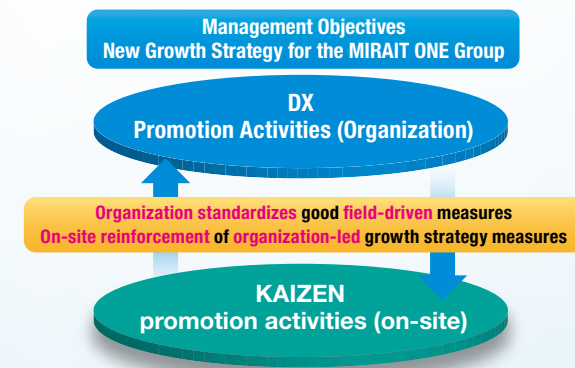 Management Objectives
New Growth Strategy for the MIRAIT ONE Group
DX
Promotion Activities (Organization)
Organization standardizes good field-driven measures
On-site reinforcement of organization-led growth strategy measures
KAIZEN
promotion activities (on-site)